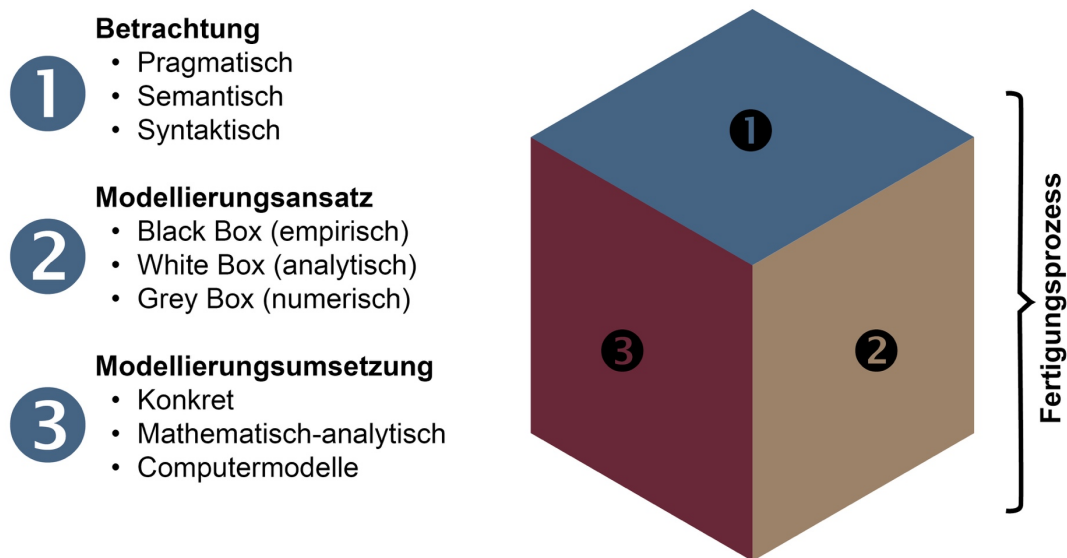 1
Betrachtung
• Pragmatisch
• Semantisch
• Syntaktisch
2
Modellierungsansatz
• Black Box (empirisch)
• White Box (analytisch)
• Grey Box (numerisch)
3
Modellierungsumsetzung
• Konkret
• Mathematisch-analytisch
• Computermodelle
1
3
2
Fertigungsprozess